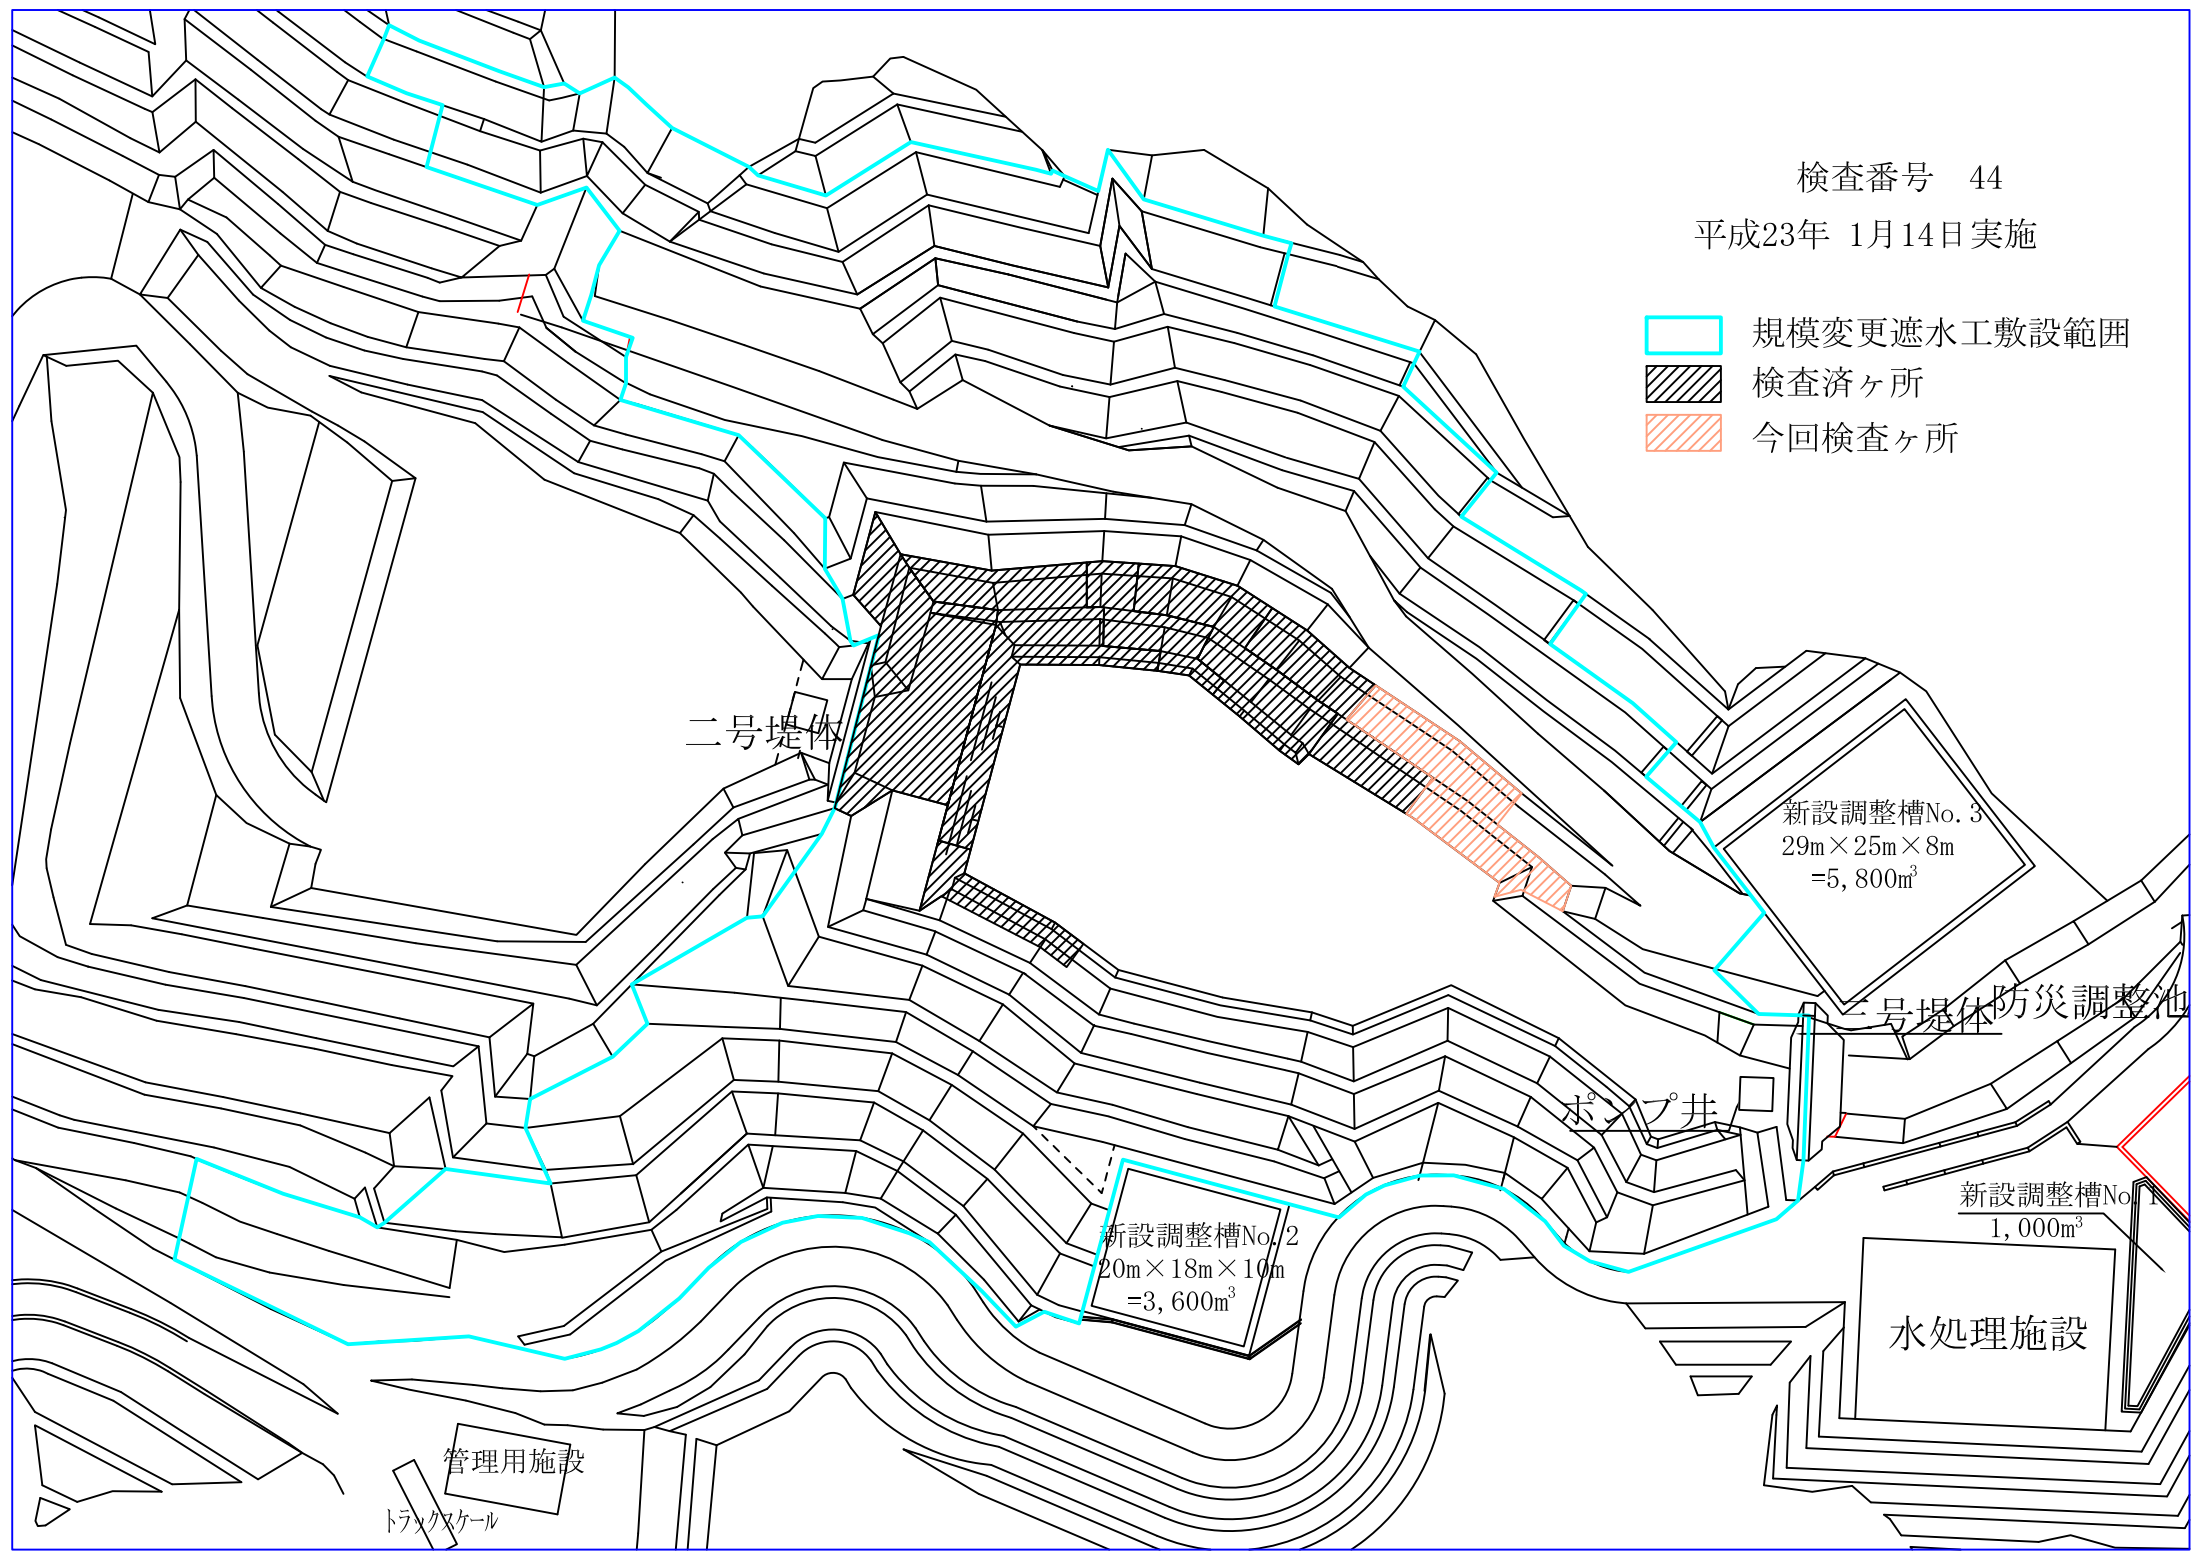 検査番号　44
平成23年 1月14日実施
規模変更遮水工敷設範囲
検査済ヶ所
今回検査ヶ所
二号堤体
新設調整槽No.3
29m×25m×8m
=5,800m³
三号堤体
防災調整池
ポンプ井
新設調整槽No.1
1,000m³
新設調整槽No.2
20m×18m×10m
=3,600m³
水処理施設
管理用施設
ﾄﾗｯｸｽｹｰﾙ